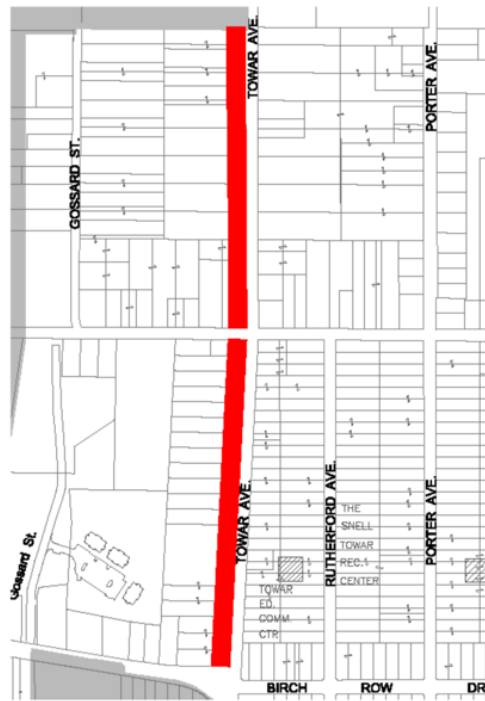 TOWAR AVE.
PORTER AVE.
GOSSARD ST.
TOWAR AVE.
RUTHERFORD AVE.
PORTER AVE.
Gossard St.
THE
SNELL
TOWAR
REC.
CENTER
TOWAR
ED.
COMM.
CTR
BIRCH ROW DR